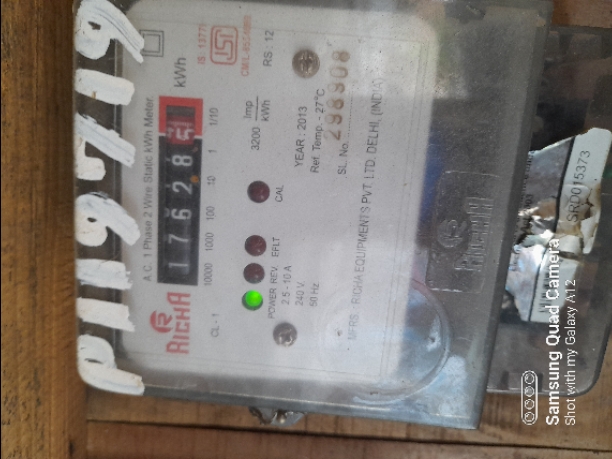 P119719
A.C. 1 Phase 2 Wire Static kWh Meter.
RICHA
17628
kWh
10000 1000 100 10 1 1/10
CL - 1
IS : 13779
ISI
POWER REV. EFLT CAL
3200 Imp
kWh
RS : 12
2.5 - 10 A
240 V.
50 Hz.
YEAR : 2013
Ref. Temp. - 27°C
SL. No. 298308
MFRS. : RICHA EQUIPMENTS PVT. LTD. DELHI, (INDIA)
SRD015373
Samsung Quad Camera
Shot with my Galaxy A12